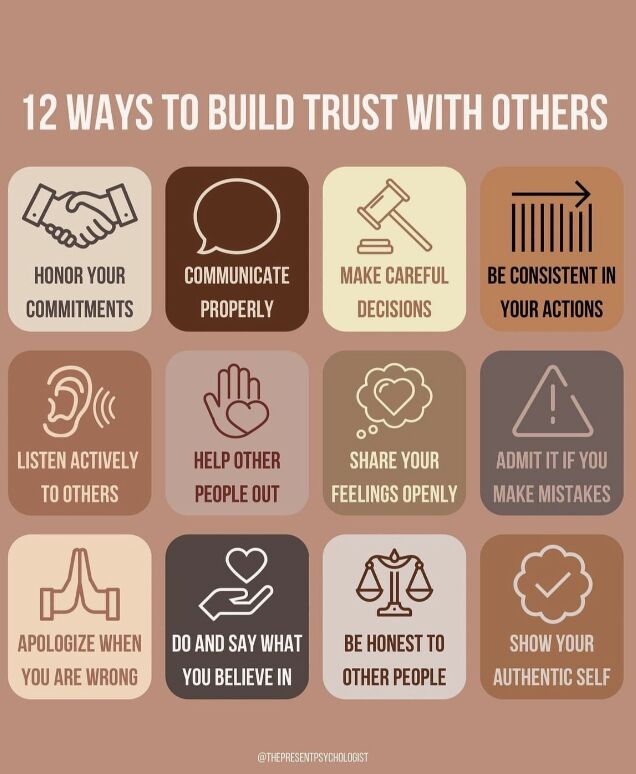 12 WAYS TO BUILD TRUST WITH OTHERS
HONOR YOUR
COMMITMENTS
COMMUNICATE
PROPERLY
MAKE CAREFUL
DECISIONS
BE CONSISTENT IN
YOUR ACTIONS
LISTEN ACTIVELY
TO OTHERS
HELP OTHER
PEOPLE OUT
SHARE YOUR
FEELINGS OPENLY
ADMIT IT IF YOU
MAKE MISTAKES
APOLOGIZE WHEN
YOU ARE WRONG
DO AND SAY WHAT
YOU BELIEVE IN
BE HONEST TO
OTHER PEOPLE
SHOW YOUR
AUTHENTIC SELF
@THEPRESENTPSYCHOLOGIST